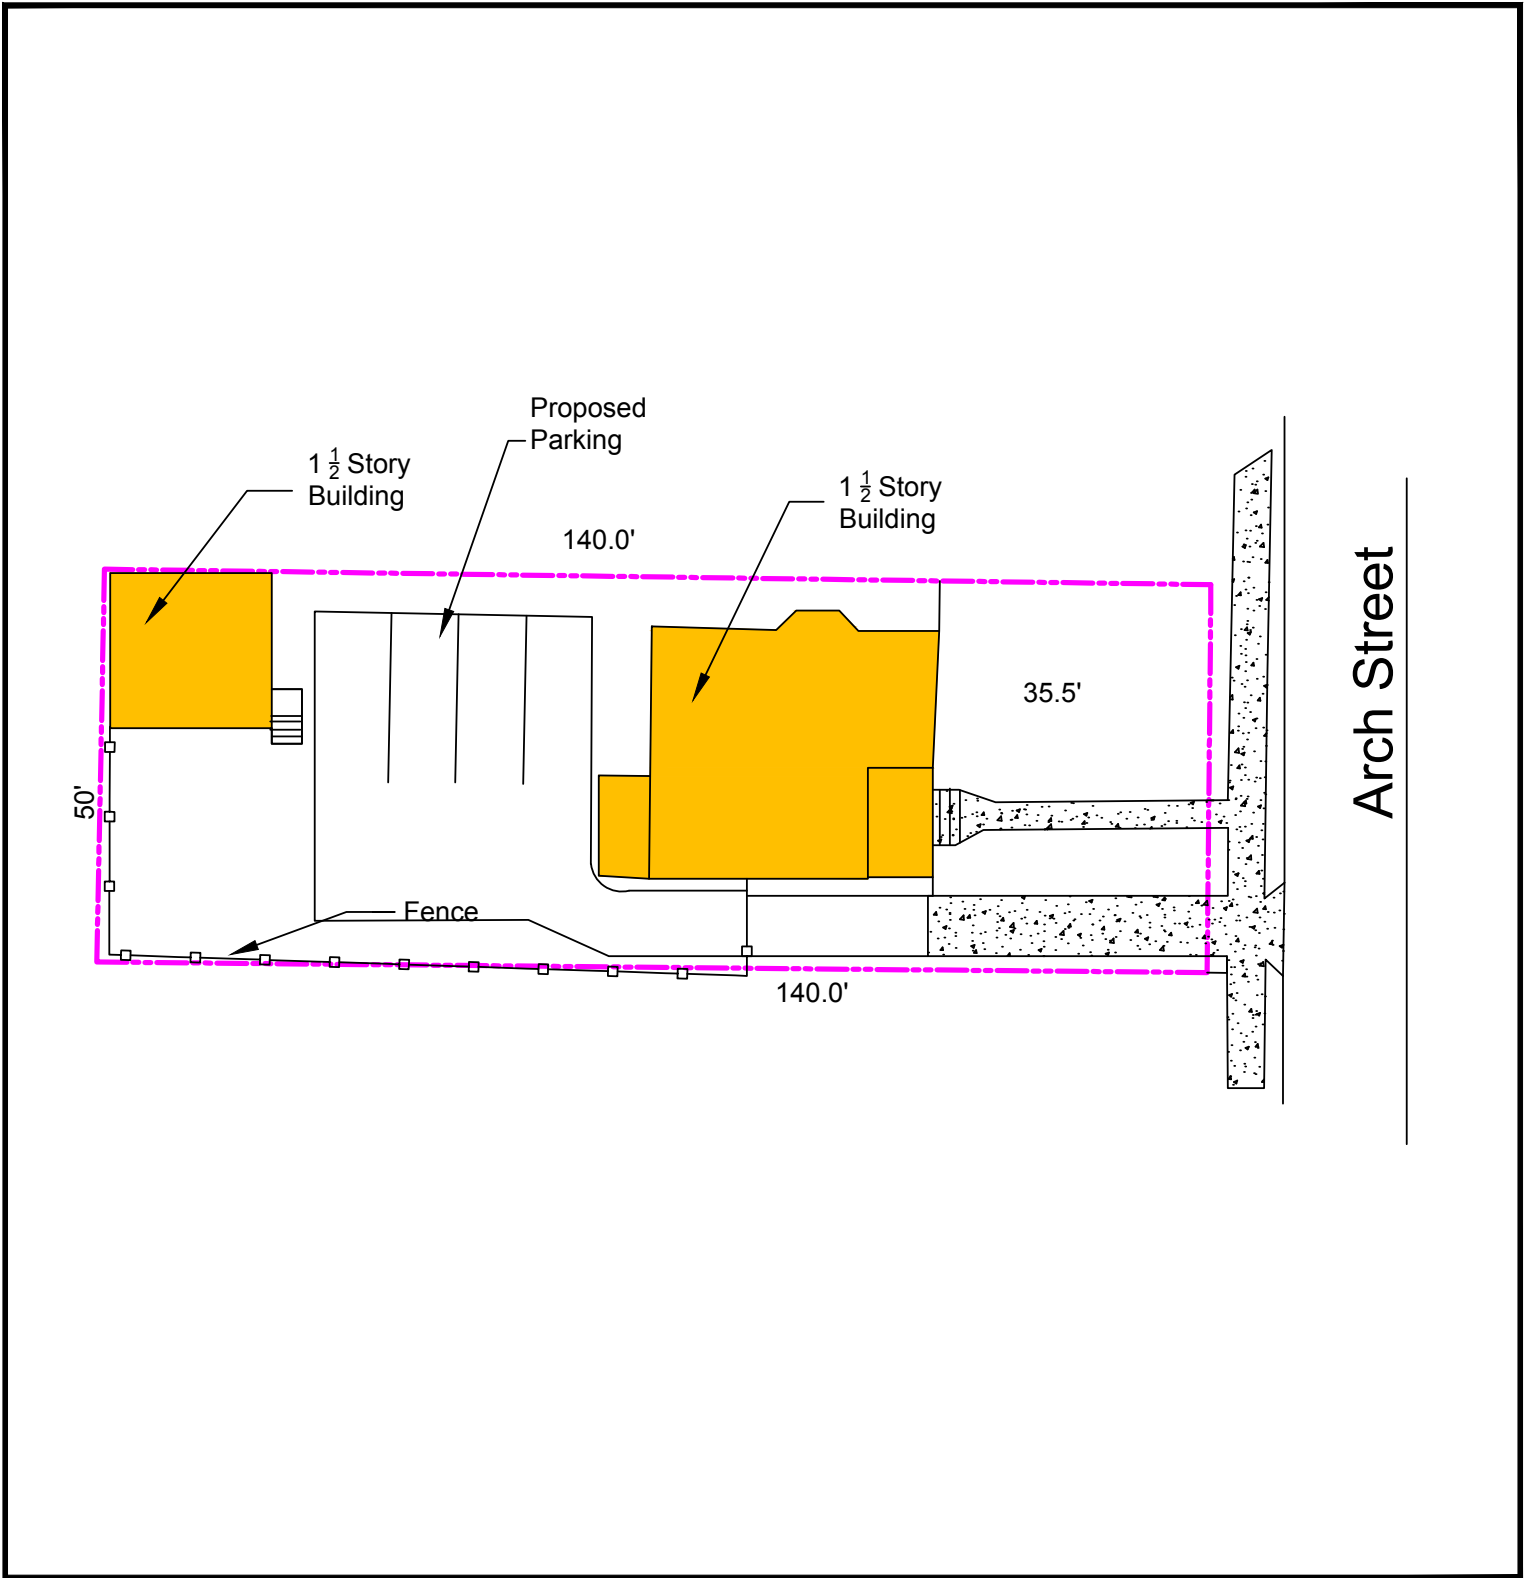 Proposed
Parking
1 1/2 Story
Building
1 1/2 Story
Building
140.0'
Arch Street
35.5'
50'
Fence
140.0'